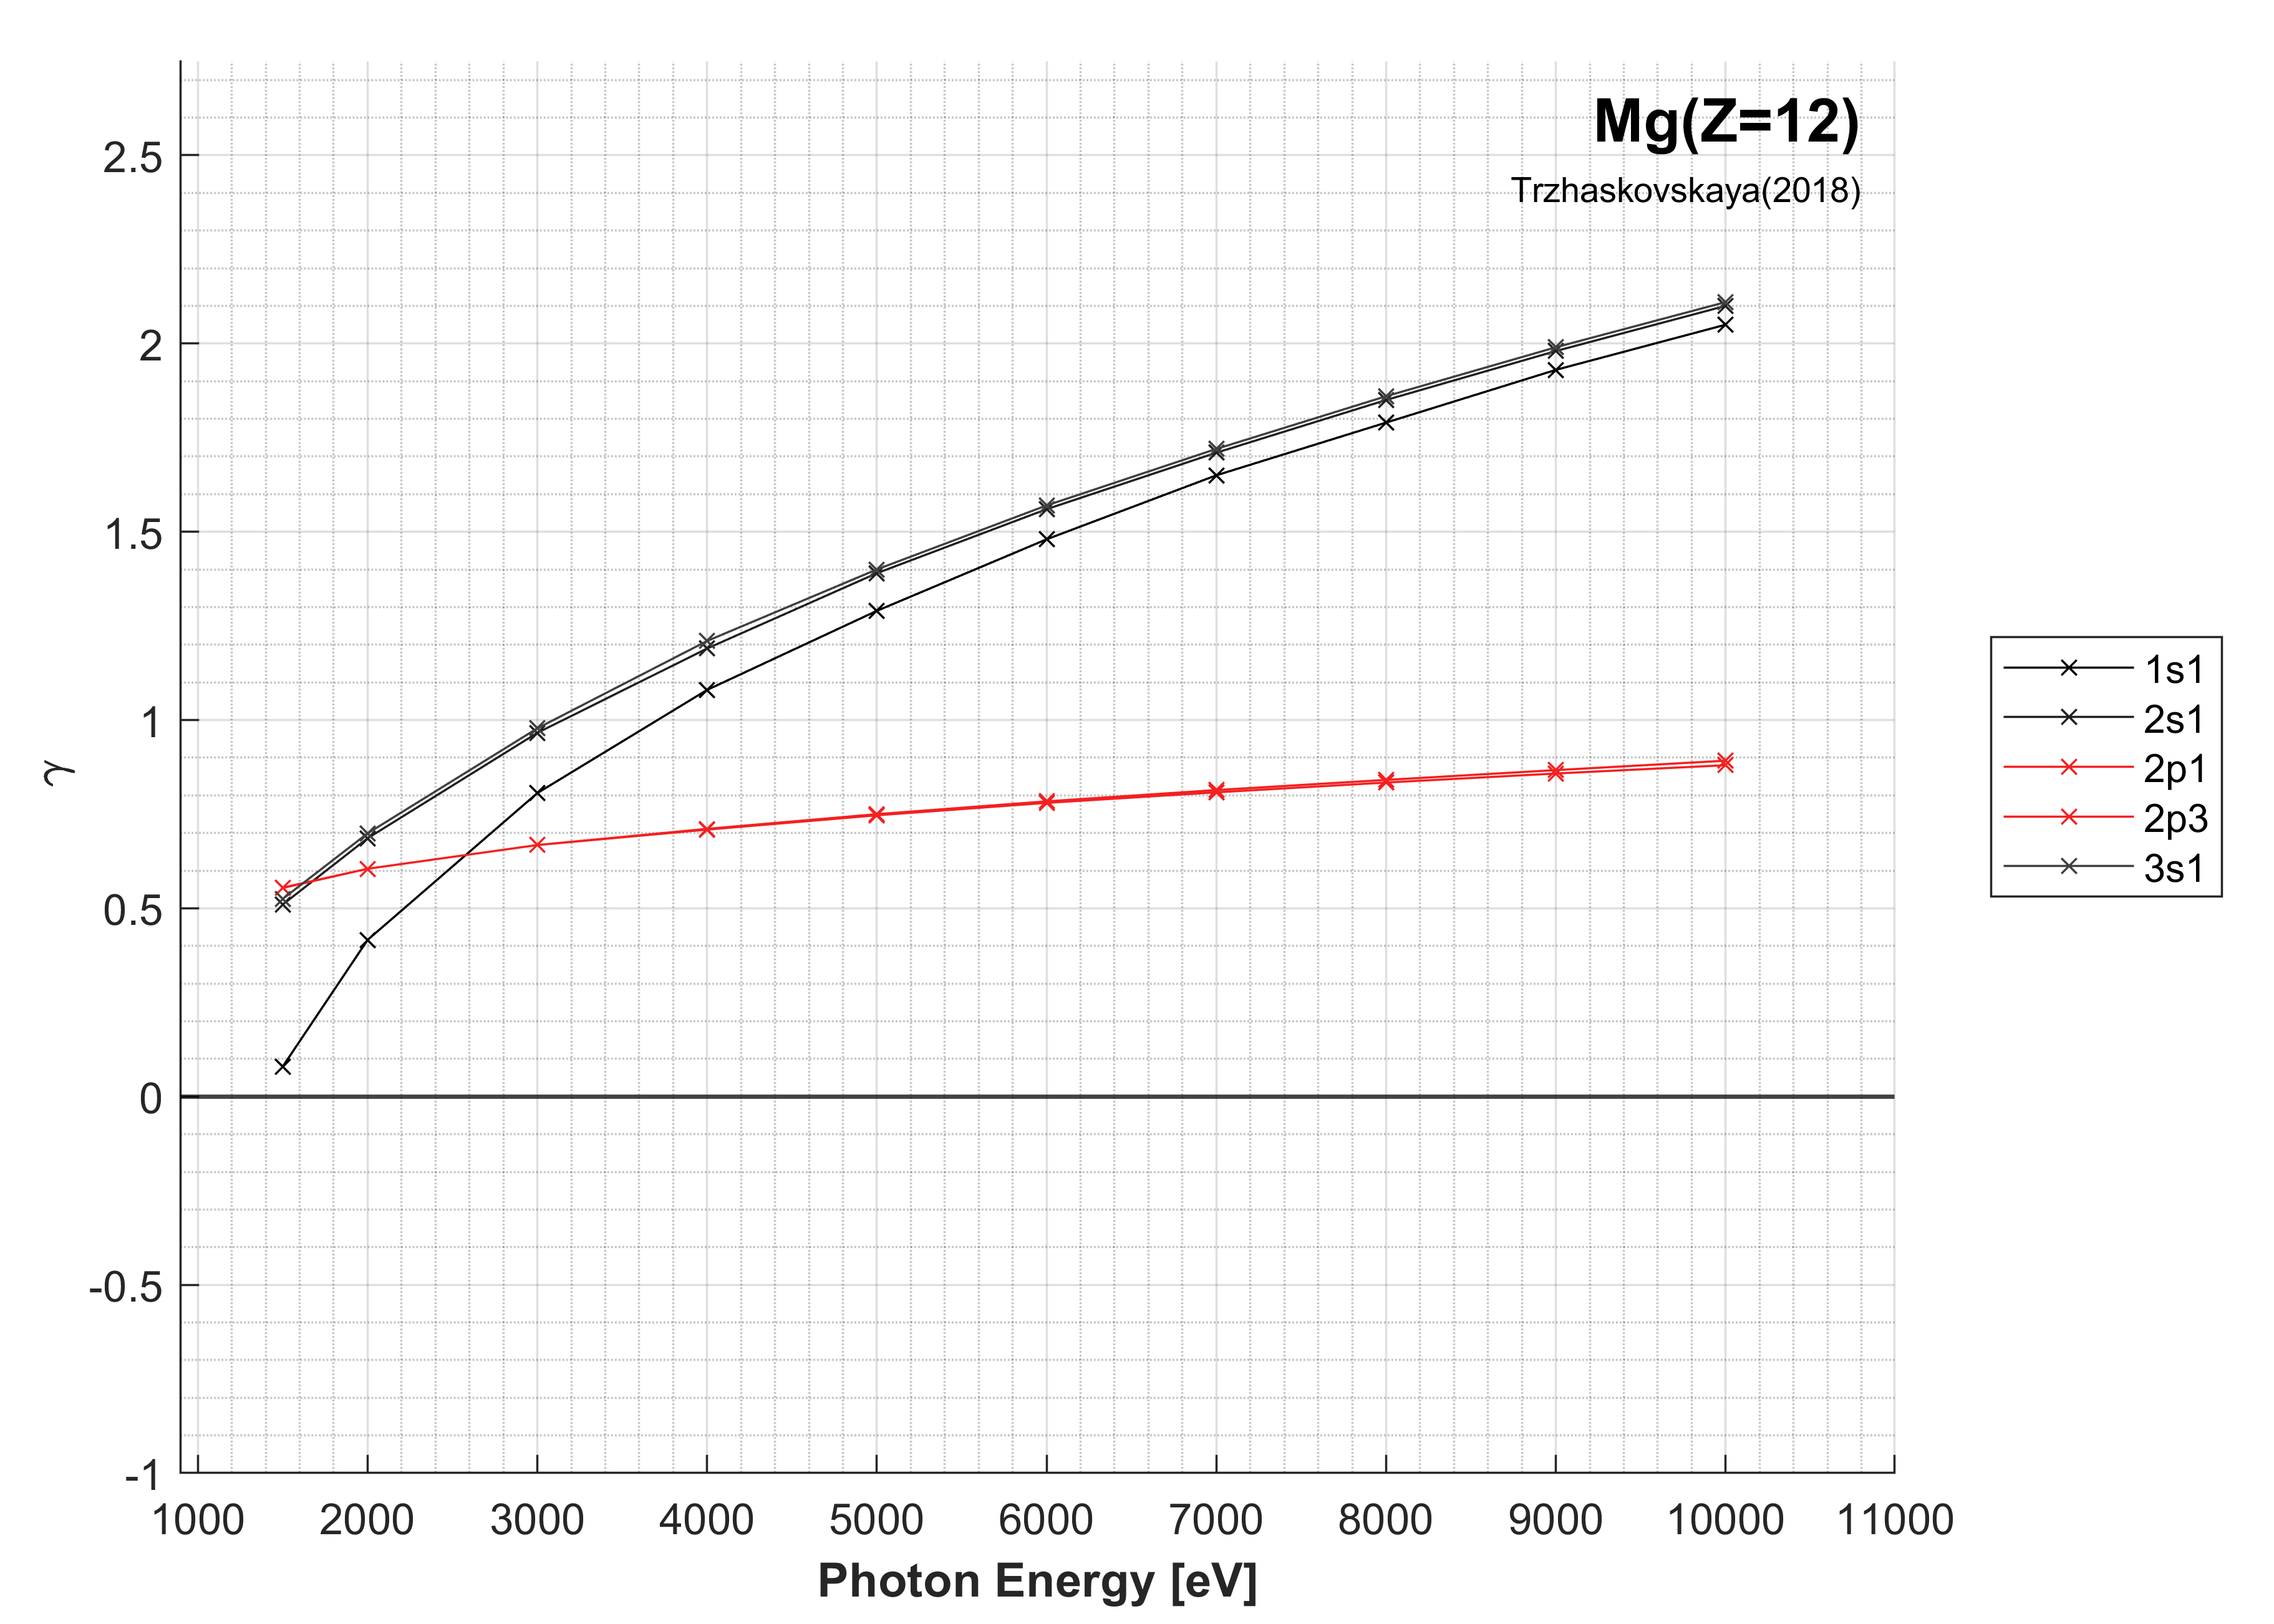 Mg(Z=12)
Trzhaskovskaya(2018)
2.5
2
1.5
1
0.5
0
-0.5
-1
γ
1000 2000 3000 4000 5000 6000 7000 8000 9000 10000 11000
Photon Energy [eV]
1s1
2s1
2p1
2p3
3s1